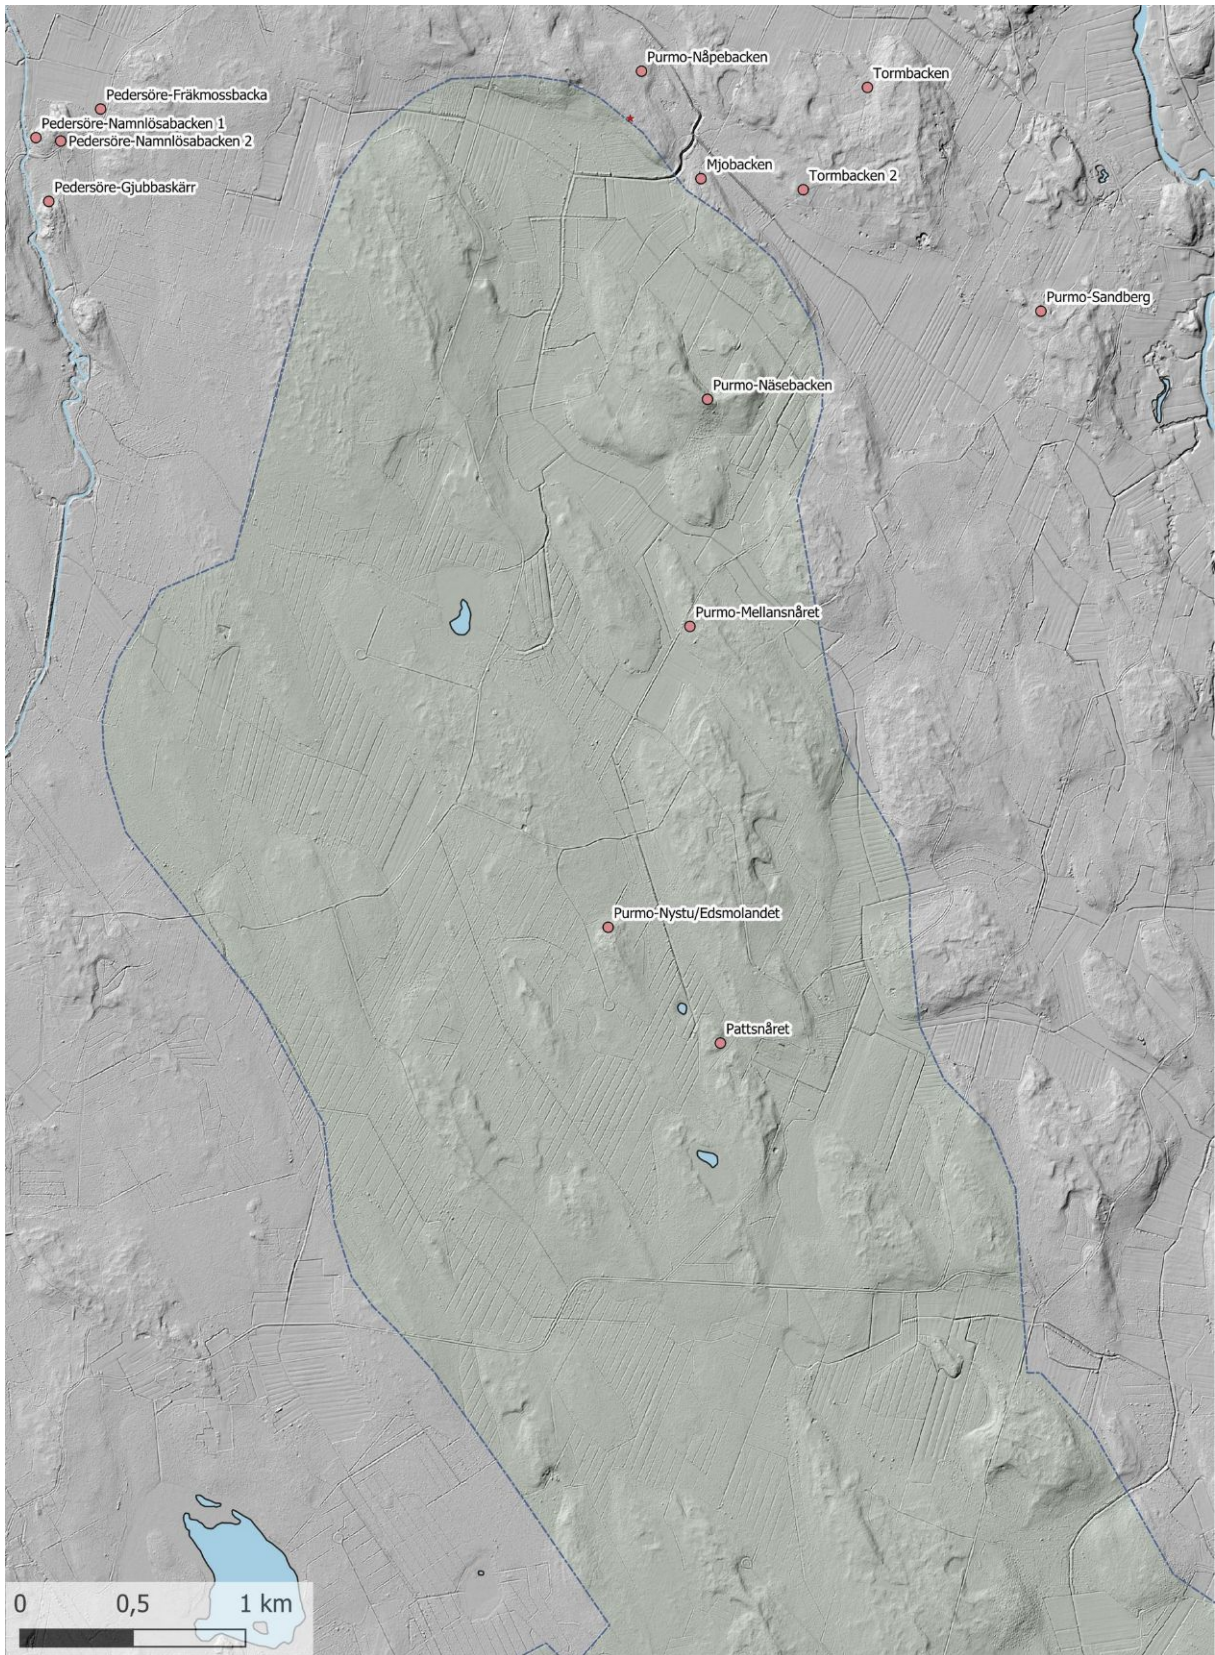 Purmo-Nåpebacken
Tormbacken
Pedersöre-Fräkmossbacka
Pedersöre-Namnlösabacken 1
Pedersöre-Namnlösabacken 2
Mjobacken
Tormbacken 2
Pedersöre-Gjubbaskärr
Purmo-Sandberg
Purmo-Näsebacken
Purmo-Mellansnåret
Purmo-Nystu/Edsmolandet
Pattsnåret
0 0,5 1 km